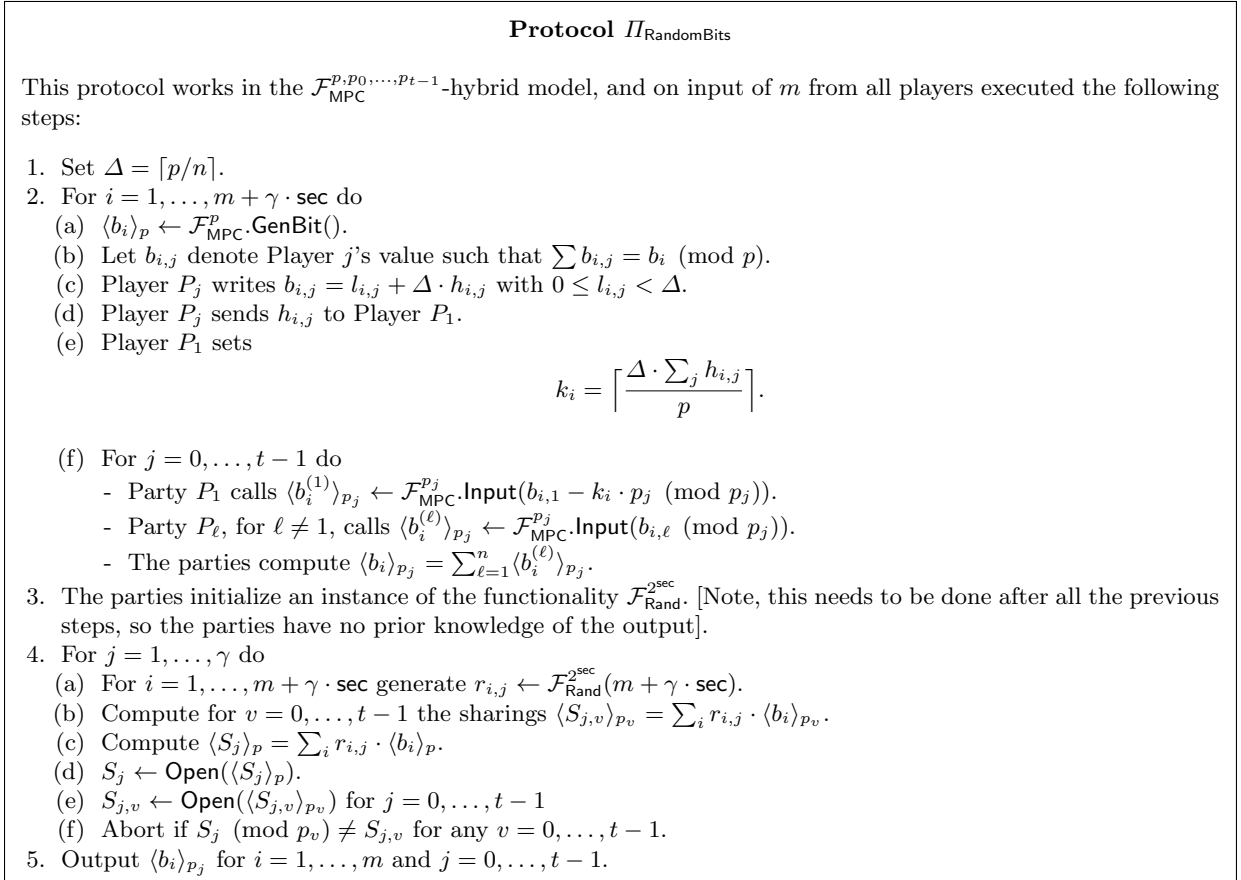 Protocol Π_RandomBits
This protocol works in the F_MPC^{p,p_0,...,p_{t−1}}-hybrid model, and on input of m from all players executed the following
steps:
1. Set Δ = ⌈p/n⌉.
2. For i = 1, . . . , m + γ · sec do
(a) ⟨b_i⟩_p ← F_MPC^p.GenBit().
(b) Let b_{i,j} denote Player j's value such that ∑ b_{i,j} = b_i (mod p).
(c) Player P_j writes b_{i,j} = l_{i,j} + Δ · h_{i,j} with 0 ≤ l_{i,j} < Δ.
(d) Player P_j sends h_{i,j} to Player P_1.
(e) Player P_1 sets
k_i = ⌈ (Δ · ∑_j h_{i,j}) / p ⌉.
(f) For j = 0, . . . , t − 1 do
- Party P_1 calls ⟨b_i^{(1)}⟩_{p_j} ← F_MPC^{p_j}.Input(b_{i,1} − k_i · p_j (mod p_j)).
- Party P_ℓ, for ℓ ≠ 1, calls ⟨b_i^{(ℓ)}⟩_{p_j} ← F_MPC^{p_j}.Input(b_{i,ℓ} (mod p_j)).
- The parties compute ⟨b_i⟩_{p_j} = ∑_{ℓ=1}^n ⟨b_i^{(ℓ)}⟩_{p_j}.
3. The parties initialize an instance of the functionality F_Rand^{2^sec}. [Note, this needs to be done after all the previous
steps, so the parties have no prior knowledge of the output].
4. For j = 1, . . . , γ do
(a) For i = 1, . . . , m + γ · sec generate r_{i,j} ← F_Rand^{2^sec}(m + γ · sec).
(b) Compute for v = 0, . . . , t − 1 the sharings ⟨S_{j,v}⟩_{p_v} = ∑_i r_{i,j} · ⟨b_i⟩_{p_v}.
(c) Compute ⟨S_j⟩_p = ∑_i r_{i,j} · ⟨b_i⟩_p.
(d) S_j ← Open(⟨S_j⟩_p).
(e) S_{j,v} ← Open(⟨S_{j,v}⟩_{p_v}) for j = 0, . . . , t − 1
(f) Abort if S_j (mod p_v) ≠ S_{j,v} for any v = 0, . . . , t − 1.
5. Output ⟨b_i⟩_{p_j} for i = 1, . . . , m and j = 0, . . . , t − 1.